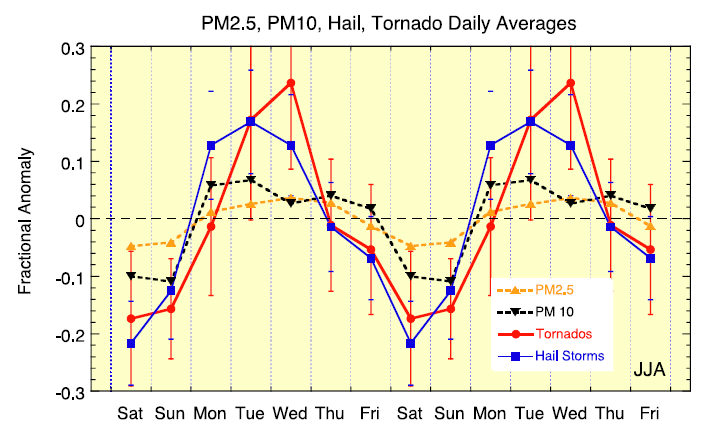 PM2.5, PM10, Hail, Tornado Daily Averages
Fractional Anomaly
0.3
0.2
0.1
0
-0.1
-0.2
-0.3
PM2.5
PM 10
Tornados
Hail Storms
JJA
Sat Sun Mon Tue Wed Thu Fri Sat Sun Mon Tue Wed Thu Fri